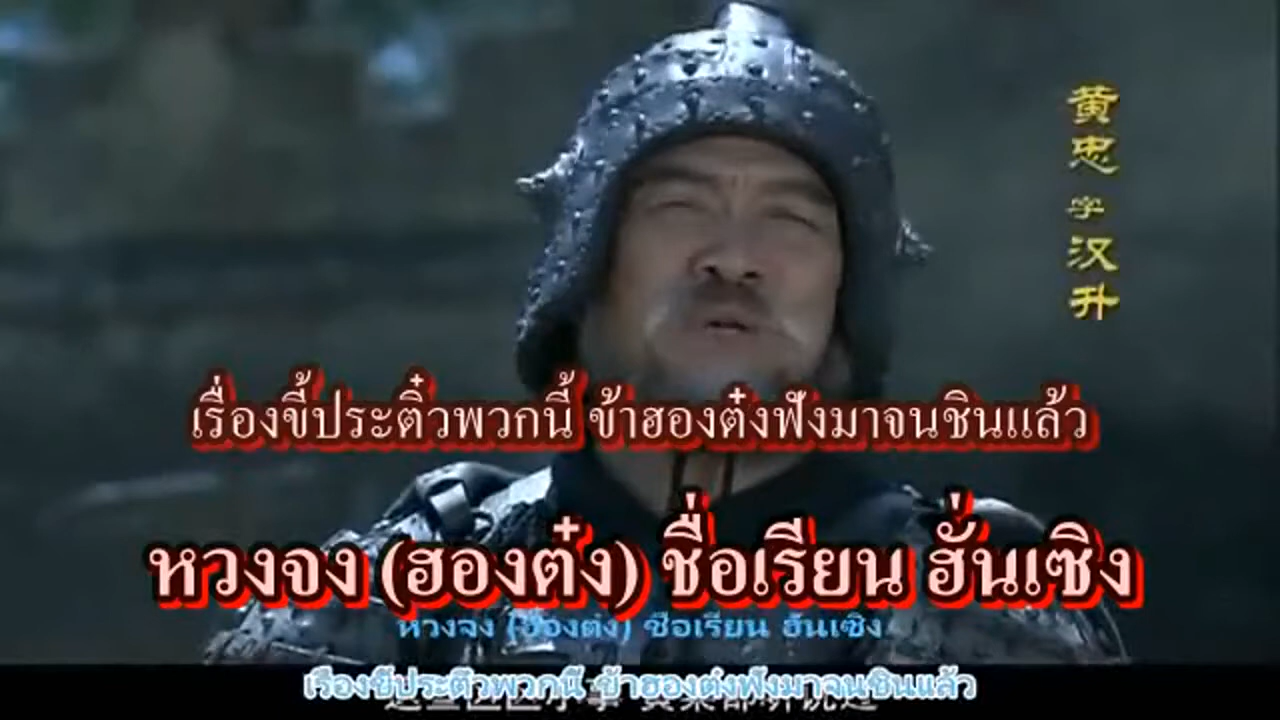 黄忠字汉升
เรื่องขี้ประติ๋วพวกนี้ ข้าฮองต๋งฟังมาจนชินแล้ว
หวงจง (ฮองต๋ง) ชื่อเรียน ฮั่นเซิง
หวงจง (ฮองต๋ง) ชื่อเรียน ฮั่นเซิง
เรื่องขี้ประติ๋วพวกนี้ ข้าฮองต๋งฟังมาจนชินแล้ว